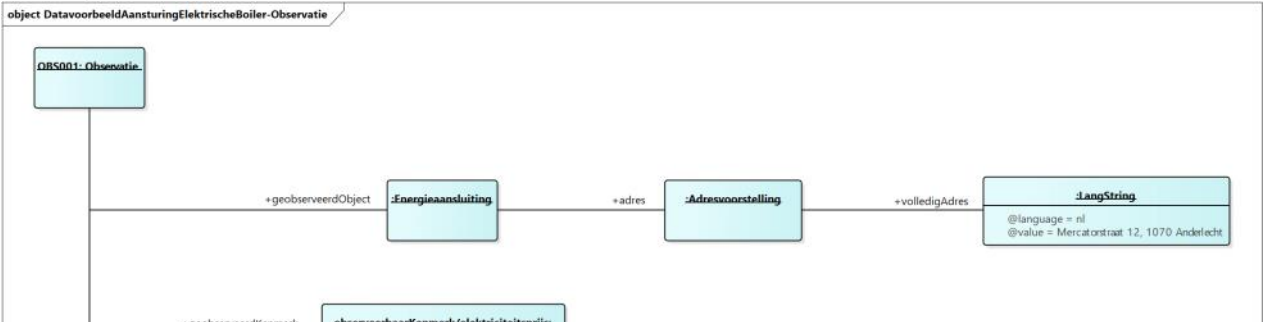 object DatavoorbeeldAansturingElektrischeBoiler-Observatie
OBS001: Observatie
+geobserveerdObject
:Energieaansluiting
+adres
:Adresvoorstelling
+volledigAdres
:LangString
@language = nl
@value = Mercatorstraat 12, 1070 Anderlecht